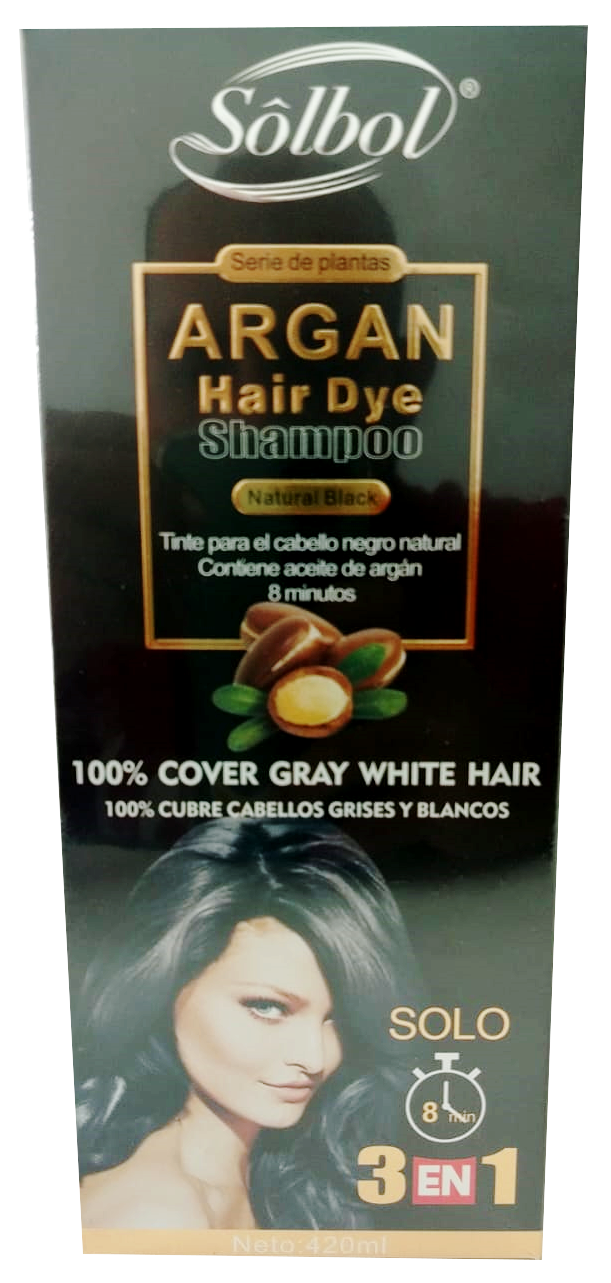 Sôlbol®
Serie de plantas
ARGAN
Hair Dye
Shampoo
Natural Black
Tinte para el cabello negro natural
Contiene aceite de argán
8 minutos
100% COVER GRAY WHITE HAIR
100% CUBRE CABELLOS GRISES Y BLANCOS
SOLO
8 min
3 EN 1
Neto:420ml